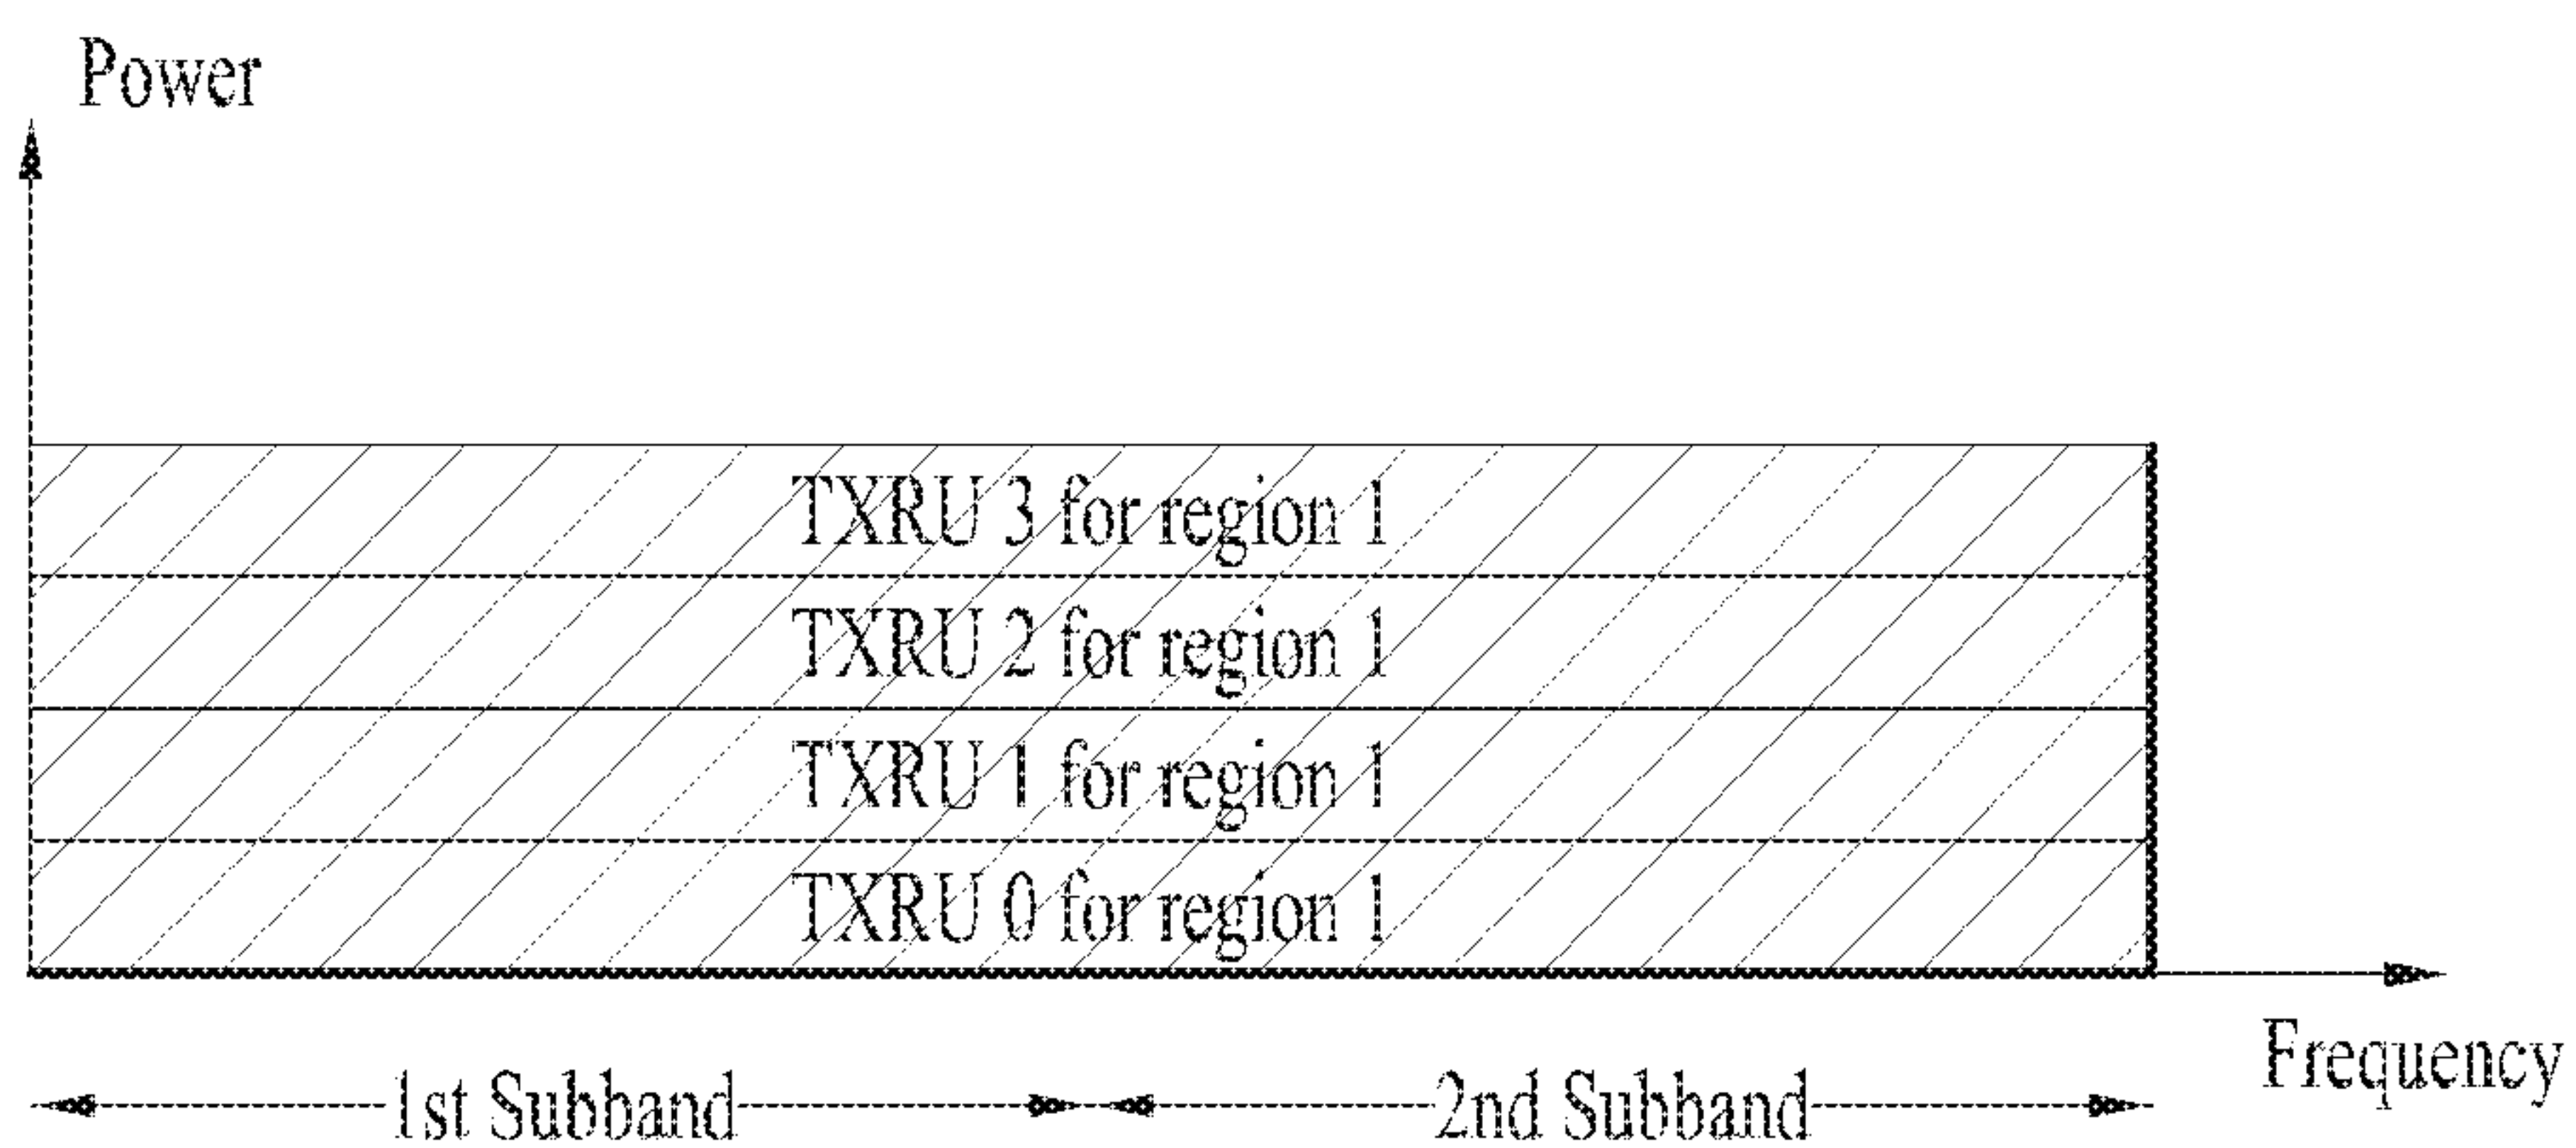 Power
TXRU 3 for region 1
TXRU 2 for region 1
TXRU 1 for region 1
TXRU 0 for region 1
Frequency
1st Subband 2nd Subband